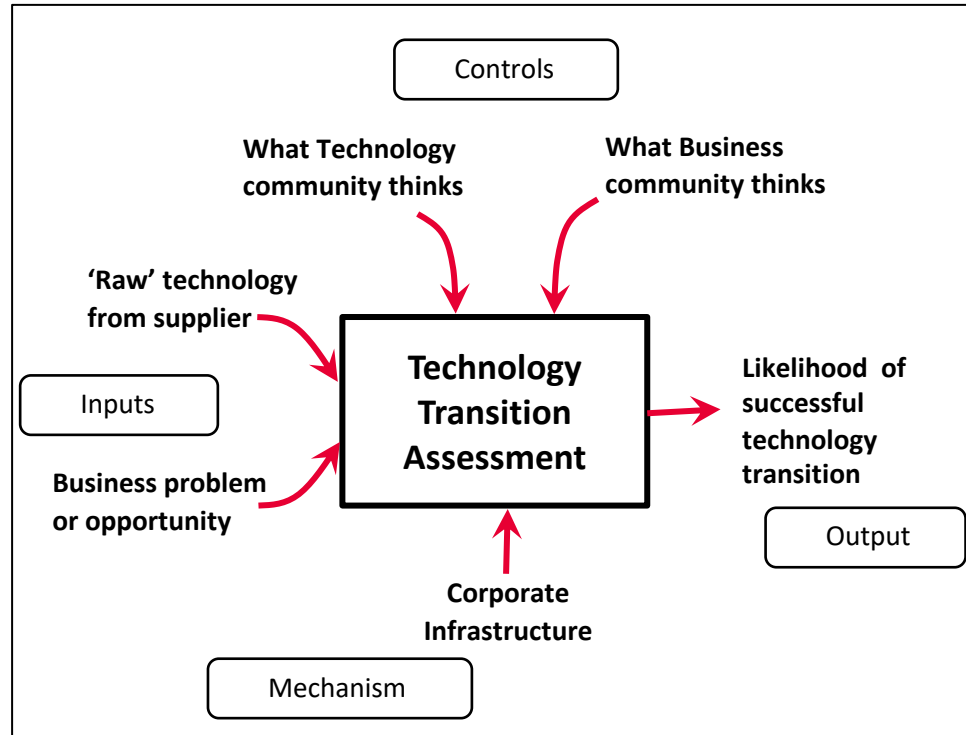 Controls
What Technology
community thinks
What Business
community thinks
‘Raw’ technology
from supplier
Inputs
Business problem
or opportunity
Technology
Transition
Assessment
Likelihood of
successful
technology
transition
Output
Corporate
Infrastructure
Mechanism